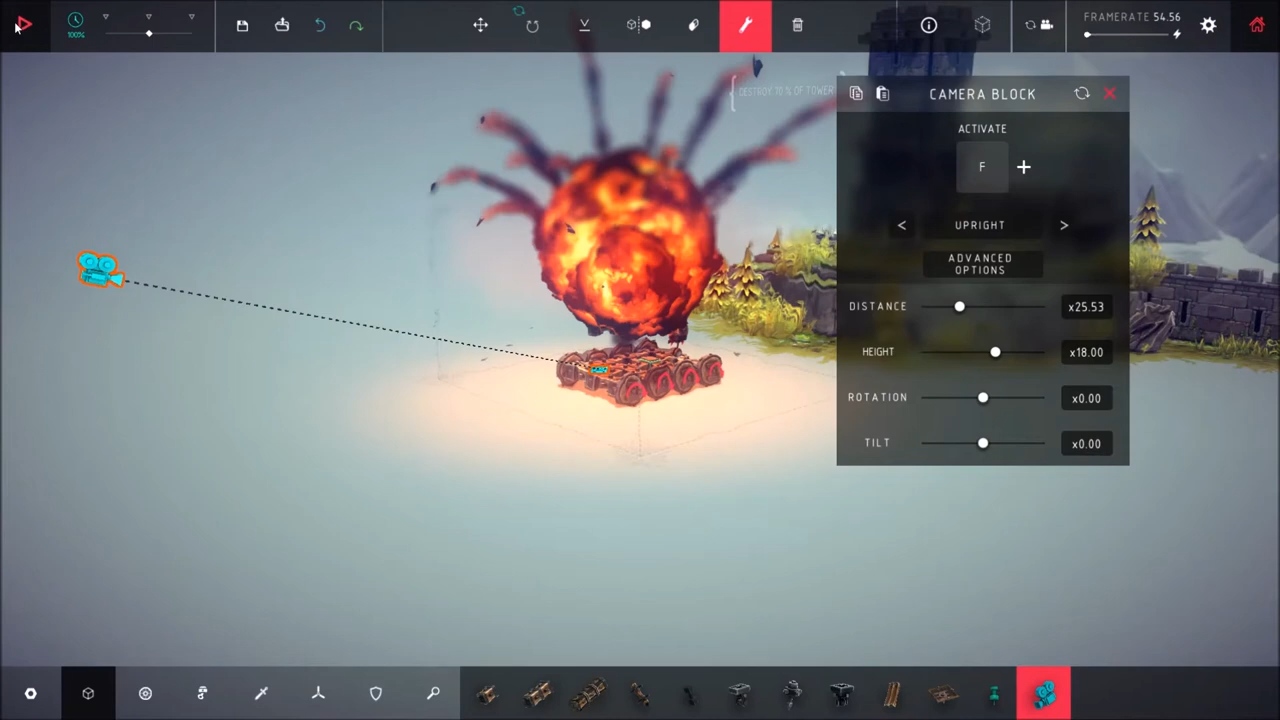 100%
FRAMERATE 54.56
{ DESTROY 70 % OF TOWER
CAMERA BLOCK
ACTIVATE
F +
< UPRIGHT >
ADVANCED
OPTIONS
DISTANCE x25.53
HEIGHT x18.00
ROTATION x0.00
TILT x0.00